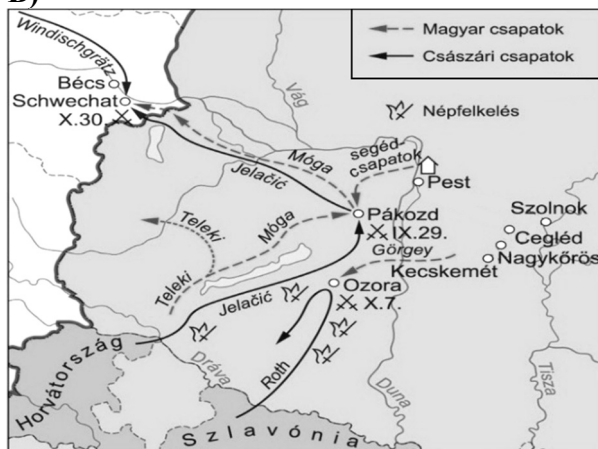 B)
Magyar csapatok
Császári csapatok
Népfelkelés
Windischgrätz
Bécs
Schwechat
X.30.
Vág
Móga
Jelačić
segéd-
csapatok
Pest
Pákozd
IX.29.
Szolnok
Cegléd
Nagykőrös
Kecskemét
Görgey
Teleki
Móga
Teleki
Jelačić
Ozora
X.7.
Horvátország
Dráva
Roth
Duna
Tisza
Szlavónia